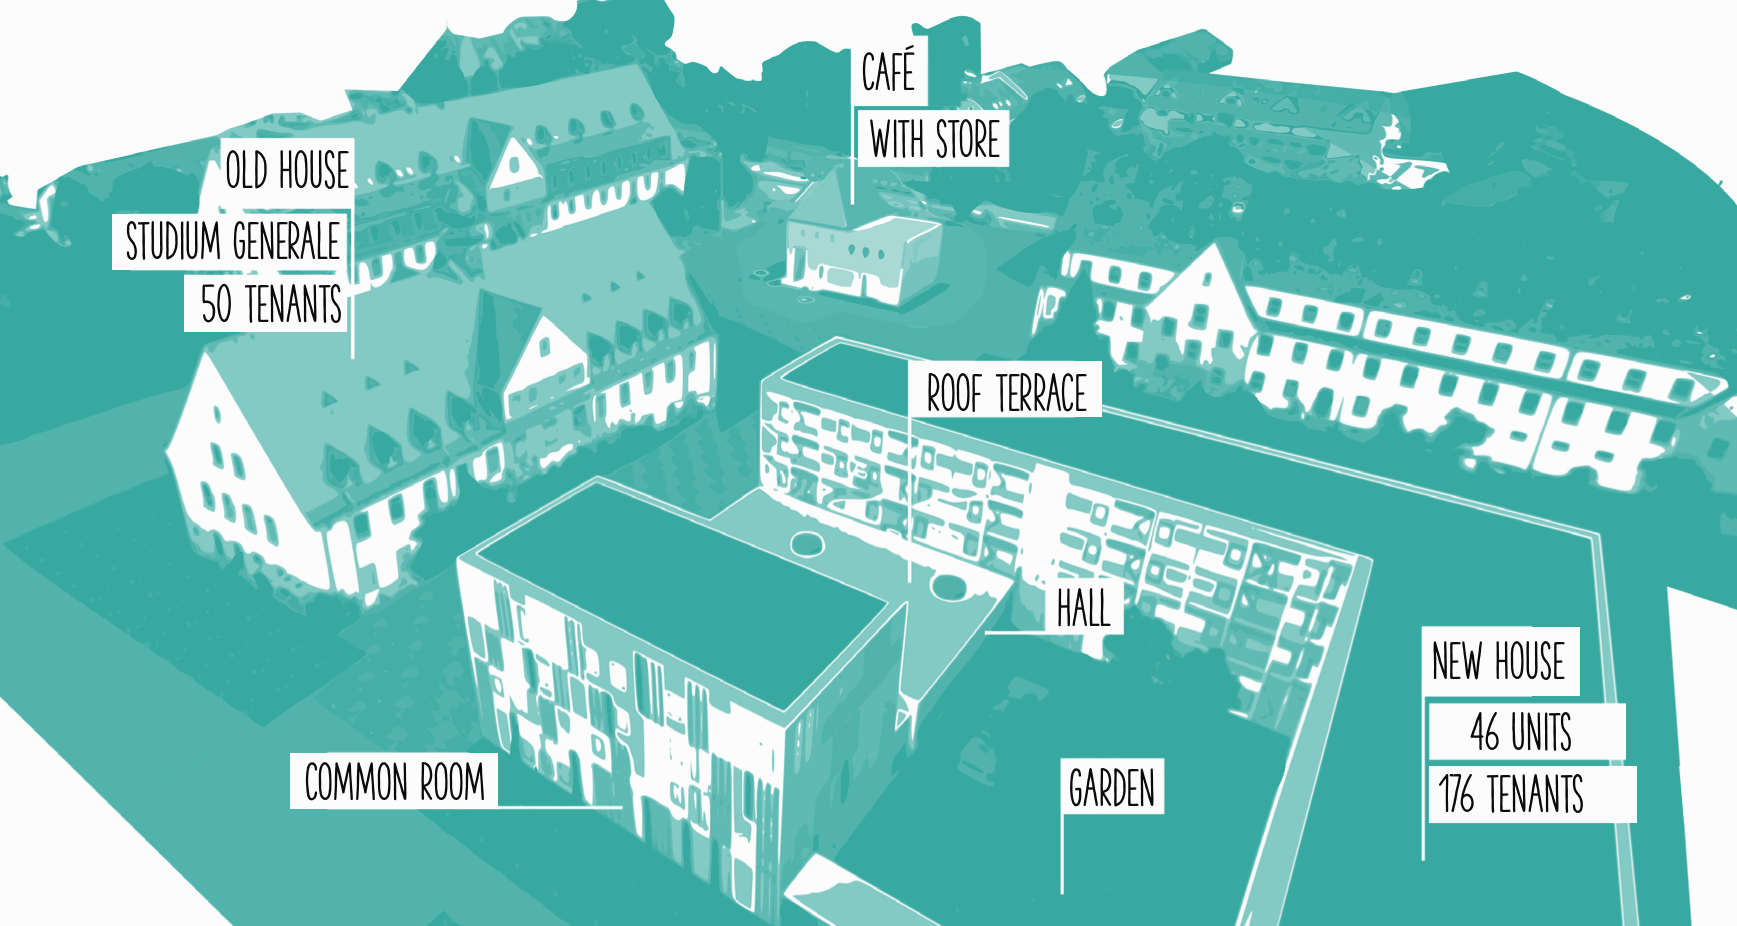 CAFÉ
WITH STORE
OLD HOUSE
STUDIUM GENERALE
50 TENANTS
ROOF TERRACE
HALL
NEW HOUSE
46 UNITS
176 TENANTS
COMMON ROOM
GARDEN